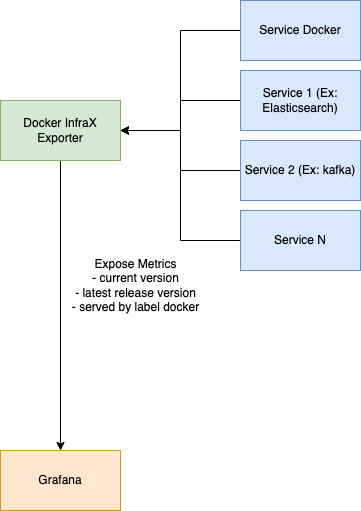 Service Docker
Service 1 (Ex:
Elasticsearch)
Docker InfraX
Exporter
Service 2 (Ex: kafka)
Service N
Expose Metrics
- current version
- latest release version
- served by label docker
Grafana